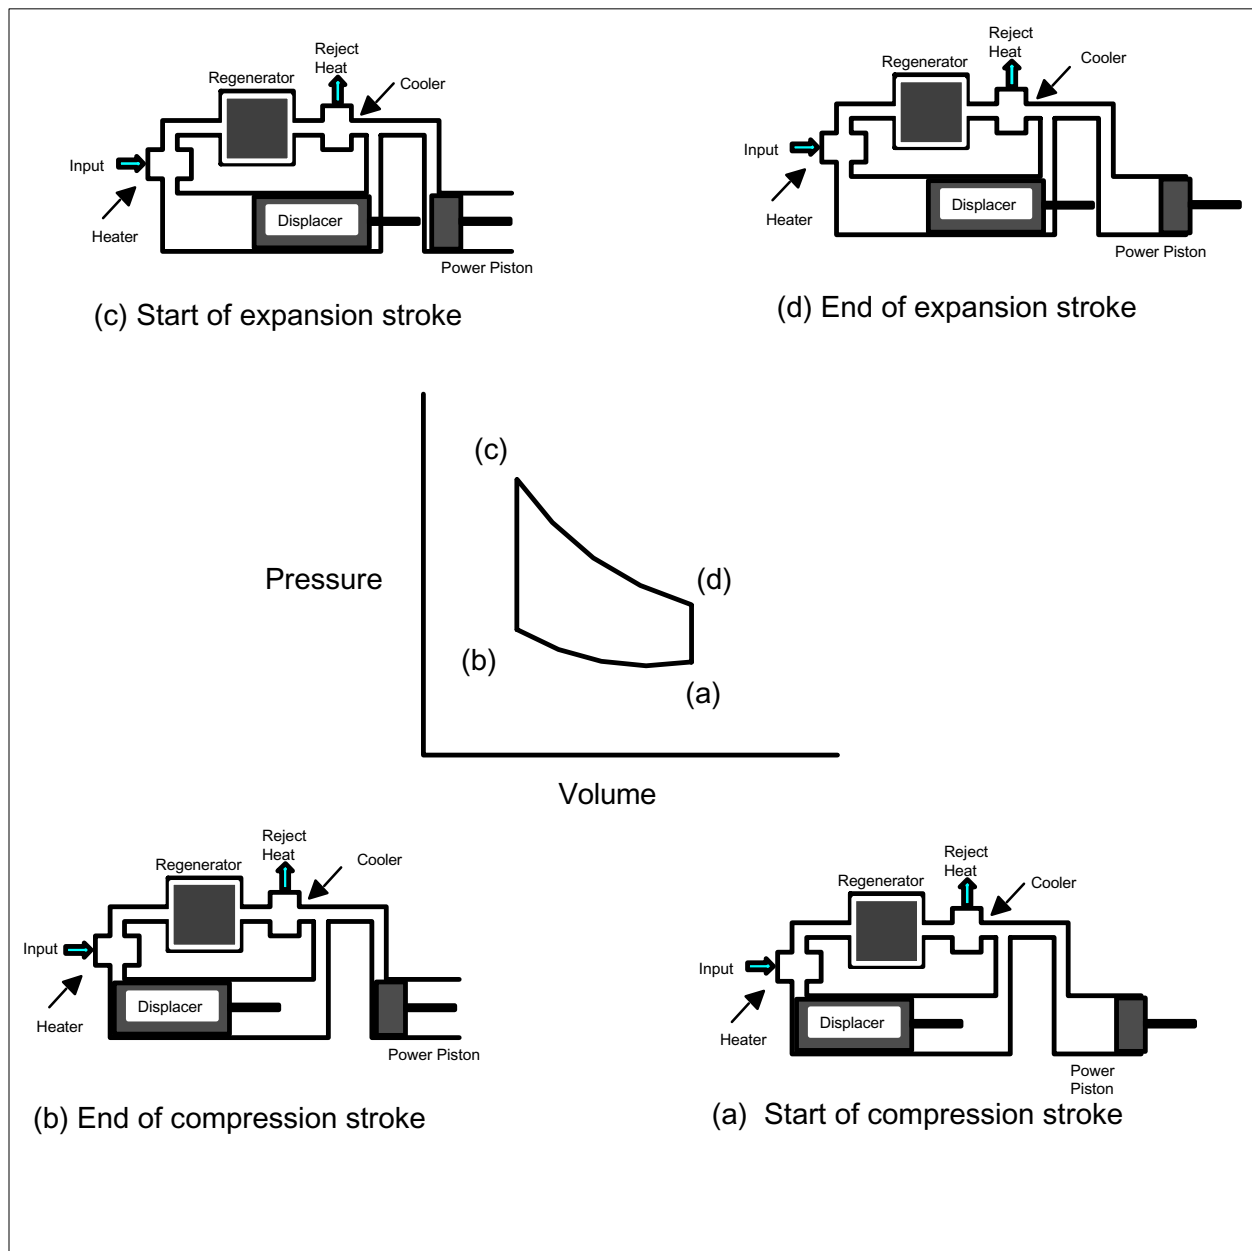 Reject
Heat
Regenerator
Cooler
Input
Displacer
Heater
Power Piston
(c) Start of expansion stroke
Reject
Heat
Regenerator
Cooler
Input
Displacer
Heater
Power Piston
(d) End of expansion stroke
(c)
Pressure
(d)
(b)
(a)
Volume
Reject
Heat
Regenerator
Cooler
Input
Displacer
Heater
Power Piston
(b) End of compression stroke
Reject
Heat
Regenerator
Cooler
Input
Displacer
Heater
Power
Piston
(a) Start of compression stroke